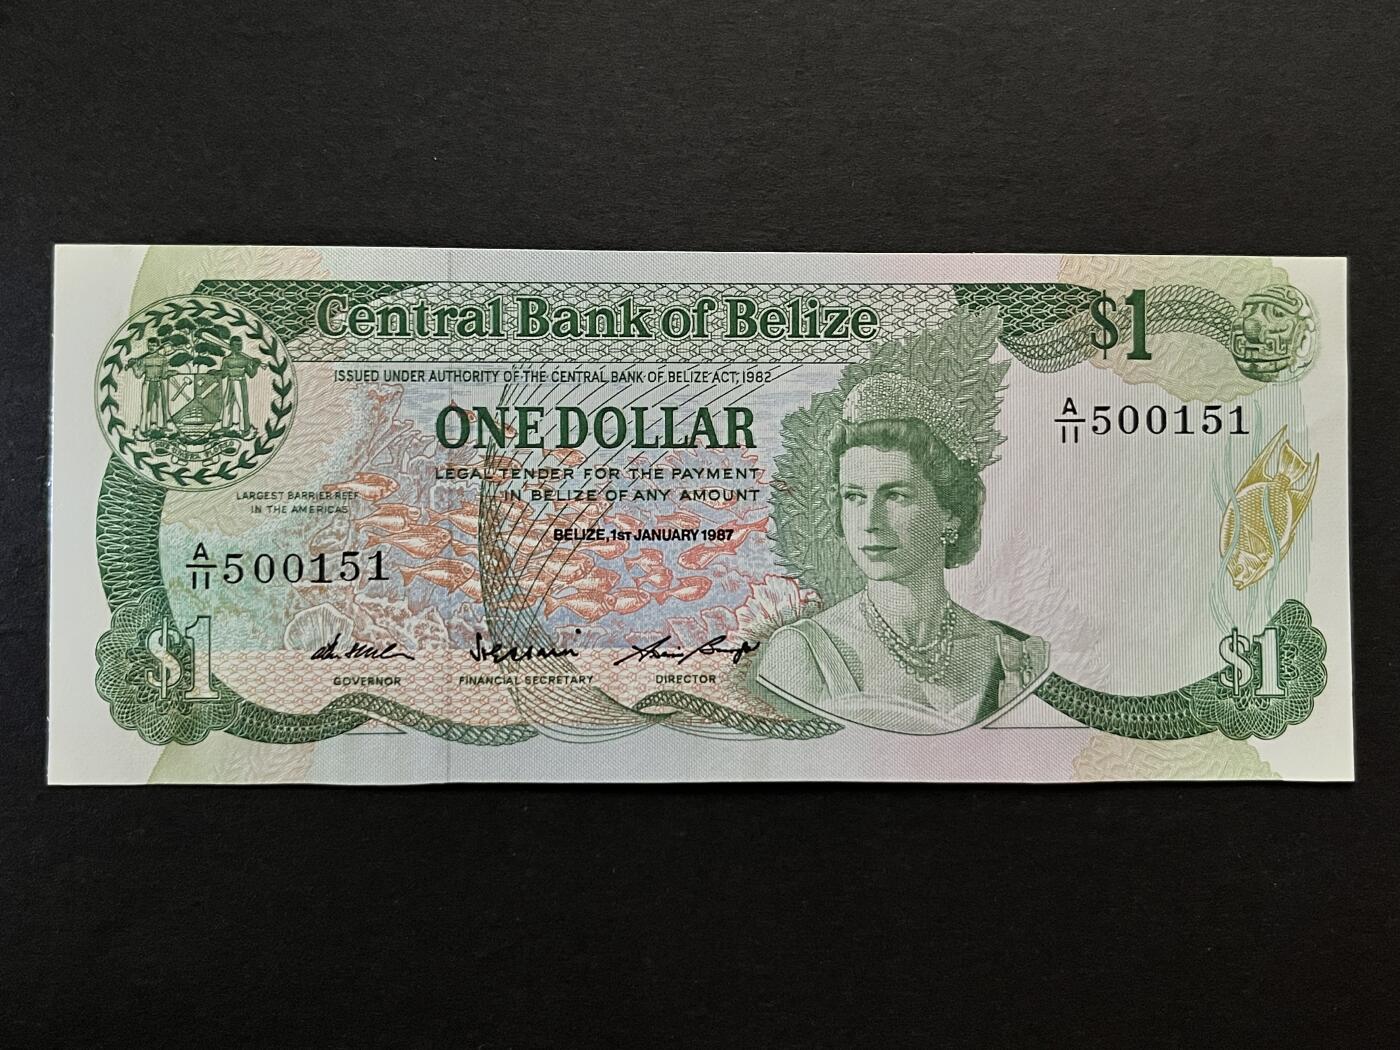 Central Bank of Belize
$1
ISSUED UNDER AUTHORITY OF THE CENTRAL BANK OF BELIZE ACT, 1982
ONE DOLLAR
A/11 500151
LEGAL TENDER FOR THE PAYMENT
IN BELIZE OF ANY AMOUNT
LARGEST BARRIER REEF
IN THE AMERICAS
BELIZE, 1ST JANUARY 1987
A/11 500151
$1
GOVERNOR
FINANCIAL SECRETARY
DIRECTOR
$1